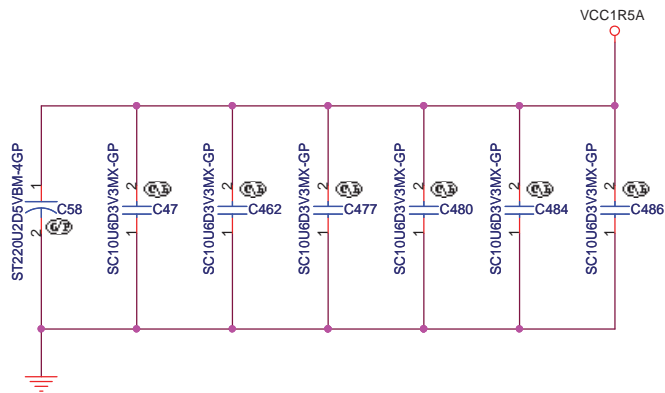 VCC1R5A
ST220U2D5VBM-4GP
1
C58
2
G/P
SC10U6D3V3MX-GP
2
G/P
C47
1
SC10U6D3V3MX-GP
2
G/P
C462
1
SC10U6D3V3MX-GP
2
G/P
C477
1
SC10U6D3V3MX-GP
2
G/P
C480
1
SC10U6D3V3MX-GP
2
G/P
C484
1
SC10U6D3V3MX-GP
2
G/P
C486
1